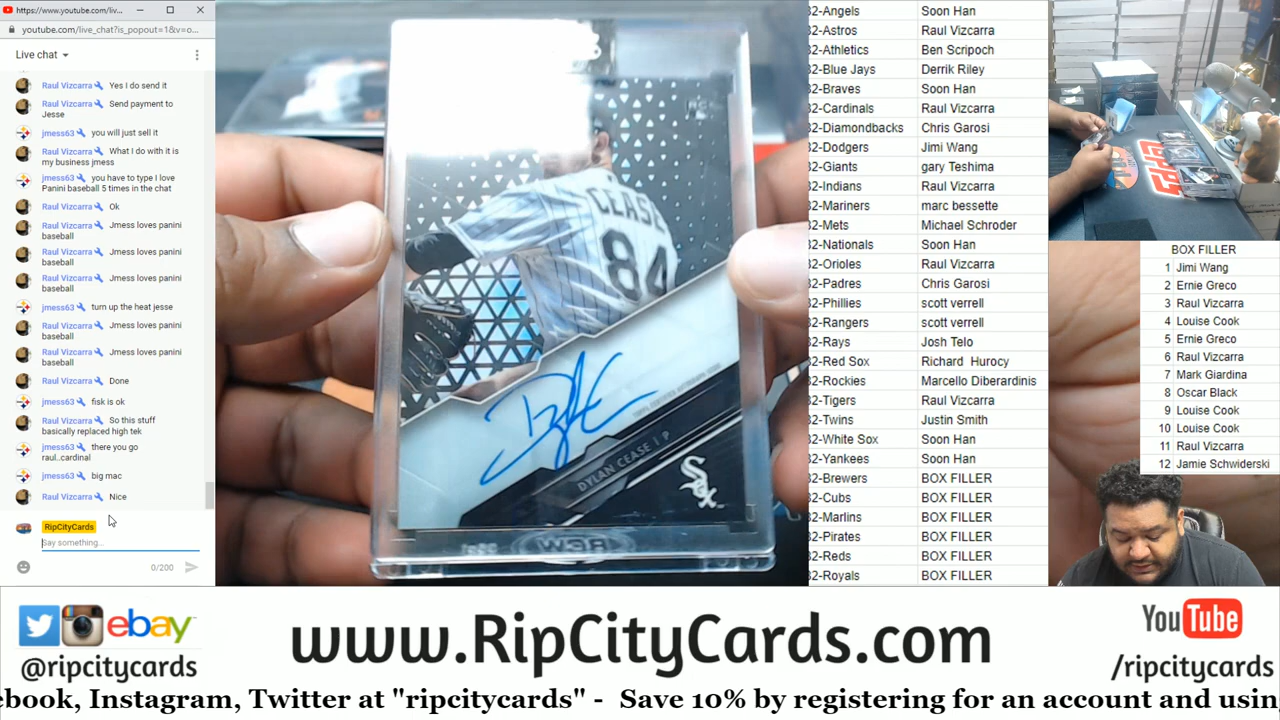 https://www.youtube.com/liv...
youtube.com/live_chat?is_popout=1&v=o...
Live chat
Raul Vizcarra Yes I do send it
Raul Vizcarra Send payment to
Jesse
jmess63 you will just sell it
Raul Vizcarra What I do with it is
my business jmess
jmess63 you have to type I love
Panini baseball 5 times in the chat
Raul Vizcarra Ok
Raul Vizcarra Jmess loves panini
baseball
Raul Vizcarra Jmess loves panini
baseball
Raul Vizcarra Jmess loves panini
baseball
jmess63 turn up the heat jesse
Raul Vizcarra Jmess loves panini
baseball
Raul Vizcarra Jmess loves panini
baseball
Raul Vizcarra Done
jmess63 fisk is ok
Raul Vizcarra So this stuff
basically replaced high tek
jmess63 there you go
raul..cardinal
jmess63 big mac
Raul Vizcarra Nice
RipCityCards
Say something...
0/200
CEASE
84
DYLAN CEASE | P
Sox
32-Angels Soon Han
32-Astros Raul Vizcarra
32-Athletics Ben Scripoch
32-Blue Jays Derrik Riley
32-Braves Soon Han
32-Cardinals Raul Vizcarra
32-Diamondbacks Chris Garosi
32-Dodgers Jimi Wang
32-Giants gary Teshima
32-Indians Raul Vizcarra
32-Mariners marc bessette
32-Mets Michael Schroder
32-Nationals Soon Han
32-Orioles Raul Vizcarra
32-Padres Chris Garosi
32-Phillies scott verrell
32-Rangers scott verrell
32-Rays Josh Telo
32-Red Sox Richard Hurocy
32-Rockies Marcello Diberardinis
32-Tigers Raul Vizcarra
32-Twins Justin Smith
32-White Sox Soon Han
32-Yankees Soon Han
32-Brewers BOX FILLER
32-Cubs BOX FILLER
32-Marlins BOX FILLER
32-Pirates BOX FILLER
32-Reds BOX FILLER
32-Royals BOX FILLER
BOX FILLER
1 Jimi Wang
2 Ernie Greco
3 Raul Vizcarra
4 Louise Cook
5 Ernie Greco
6 Raul Vizcarra
7 Mark Giardina
8 Oscar Black
9 Louise Cook
10 Louise Cook
11 Raul Vizcarra
12 Jamie Schwiderski
ebay
@ripcitycards
www.RipCityCards.com
YouTube
/ripcitycards
ebook, Instagram, Twitter at "ripcitycards" - Save 10% by registering for an account and using